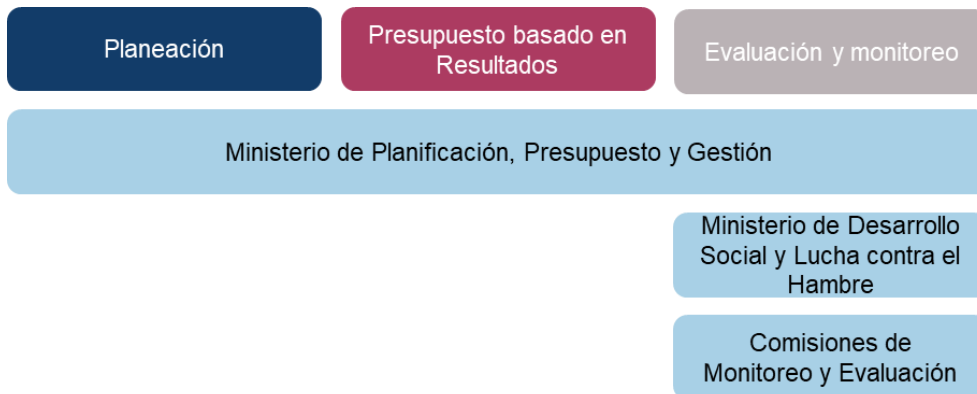 Planeación
Presupuesto basado en
Resultados
Evaluación y monitoreo
Ministerio de Planificación, Presupuesto y Gestión
Ministerio de Desarrollo
Social y Lucha contra el
Hambre
Comisiones de
Monitoreo y Evaluación